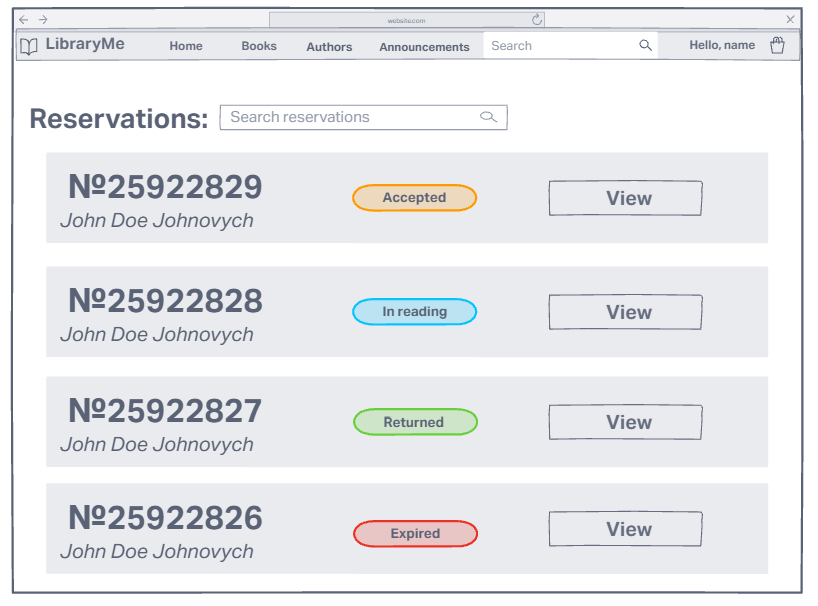 website.com
LibraryMe Home Books Authors Announcements Search Hello, name
Reservations: Search reservations
№25922829
John Doe Johnovych
Accepted
View
№25922828
John Doe Johnovych
In reading
View
№25922827
John Doe Johnovych
Returned
View
№25922826
John Doe Johnovych
Expired
View